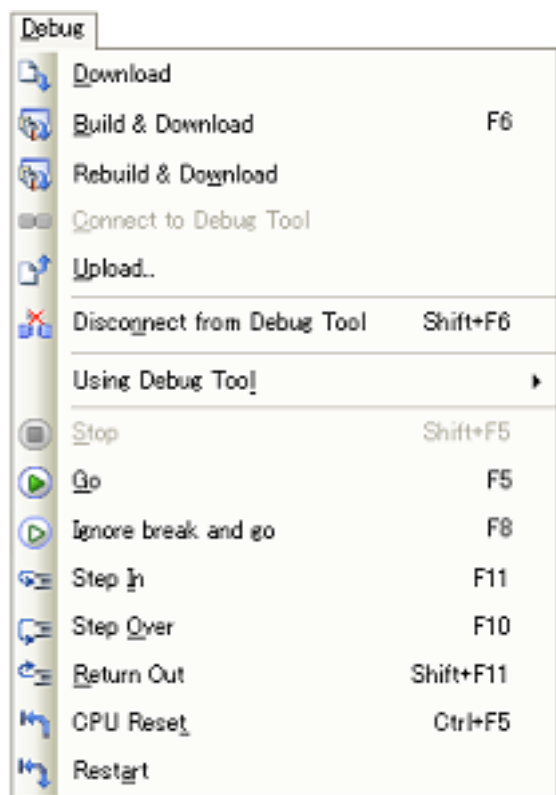 Debug
Download
Build & Download F6
Rebuild & Download
Connect to Debug Tool
Upload..
Disconnect from Debug Tool Shift+F6
Using Debug Tool
Stop Shift+F5
Go F5
Ignore break and go F8
Step In F11
Step Over F10
Return Out Shift+F11
CPU Reset Ctrl+F5
Restart